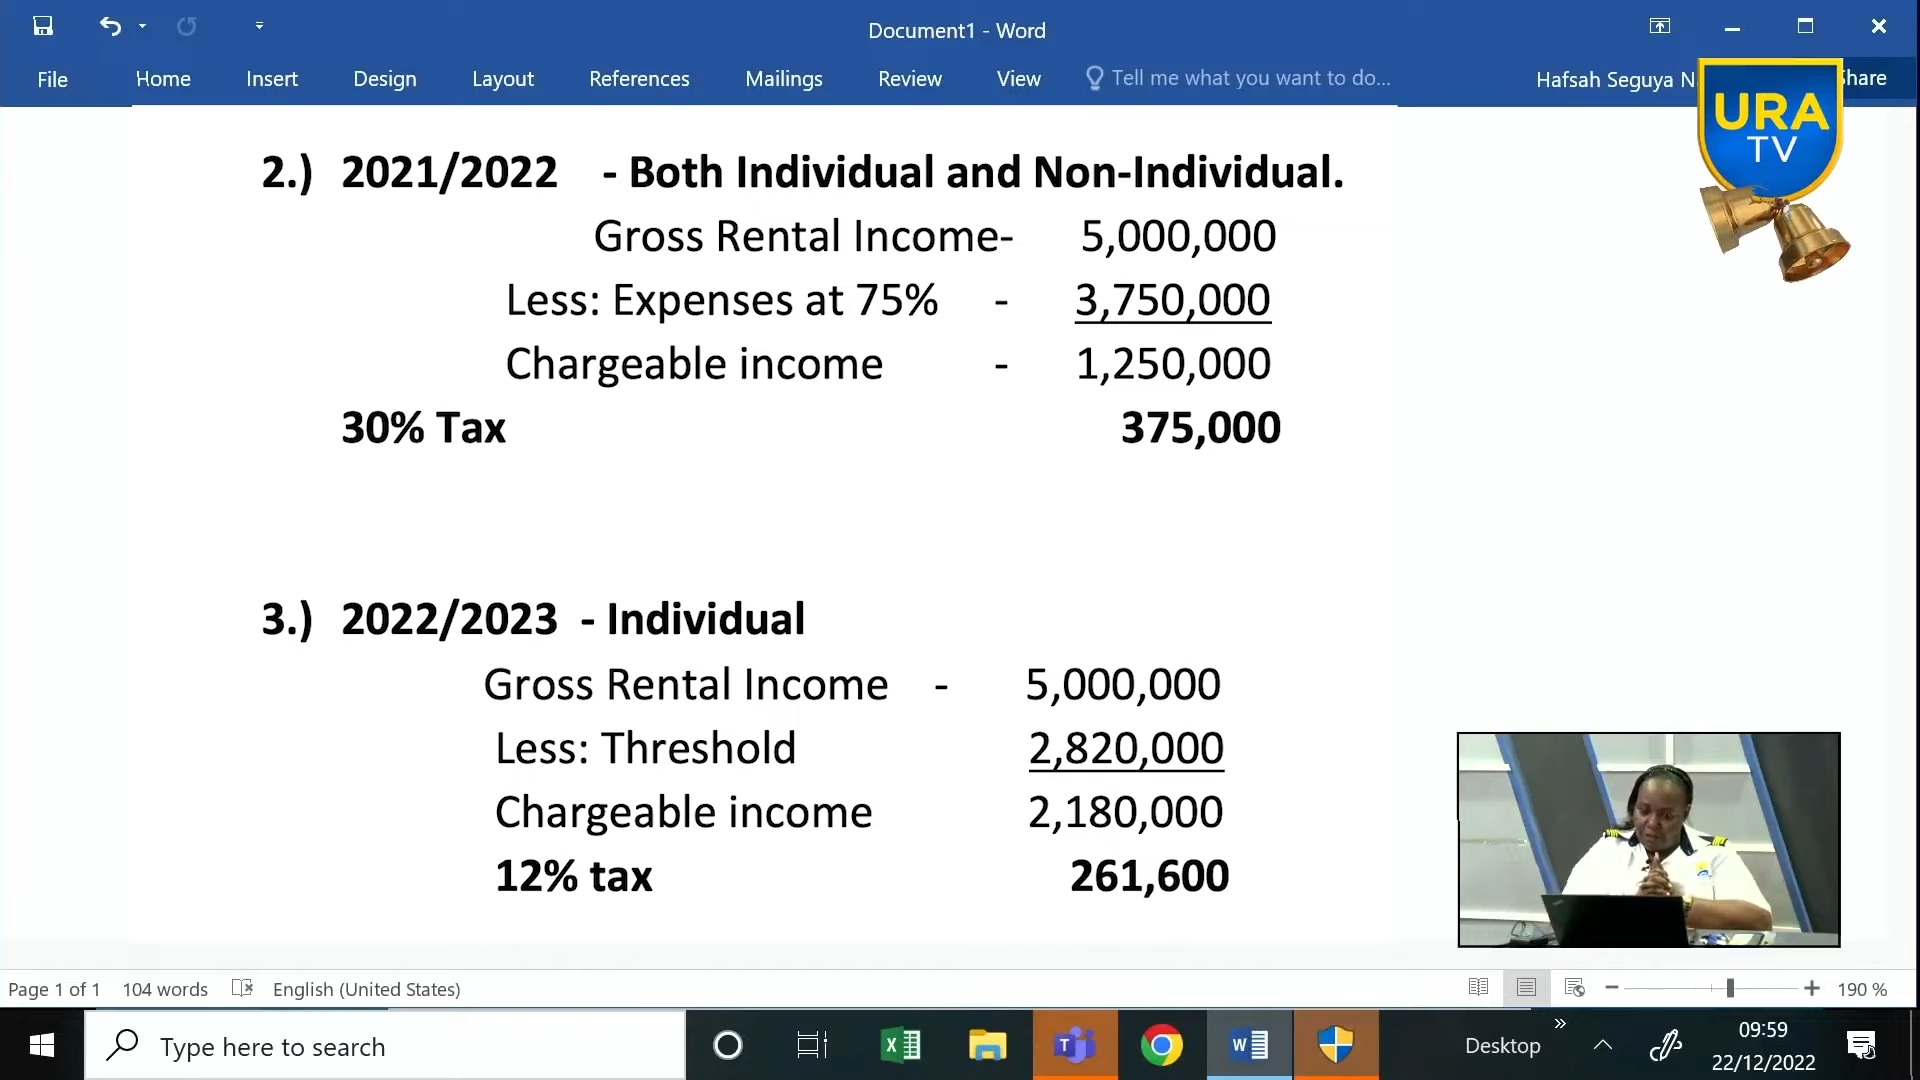 Document1 - Word
File Home Insert Design Layout References Mailings Review View Tell me what you want to do... Hafsah Seguya N hare
URA
TV
2.) 2021/2022 - Both Individual and Non-Individual.
Gross Rental Income- 5,000,000
Less: Expenses at 75% - 3,750,000
Chargeable income - 1,250,000
30% Tax 375,000
3.) 2022/2023 - Individual
Gross Rental Income - 5,000,000
Less: Threshold 2,820,000
Chargeable income 2,180,000
12% tax 261,600
Page 1 of 1 104 words English (United States) 190 %
Type here to search Desktop 09:59
22/12/2022